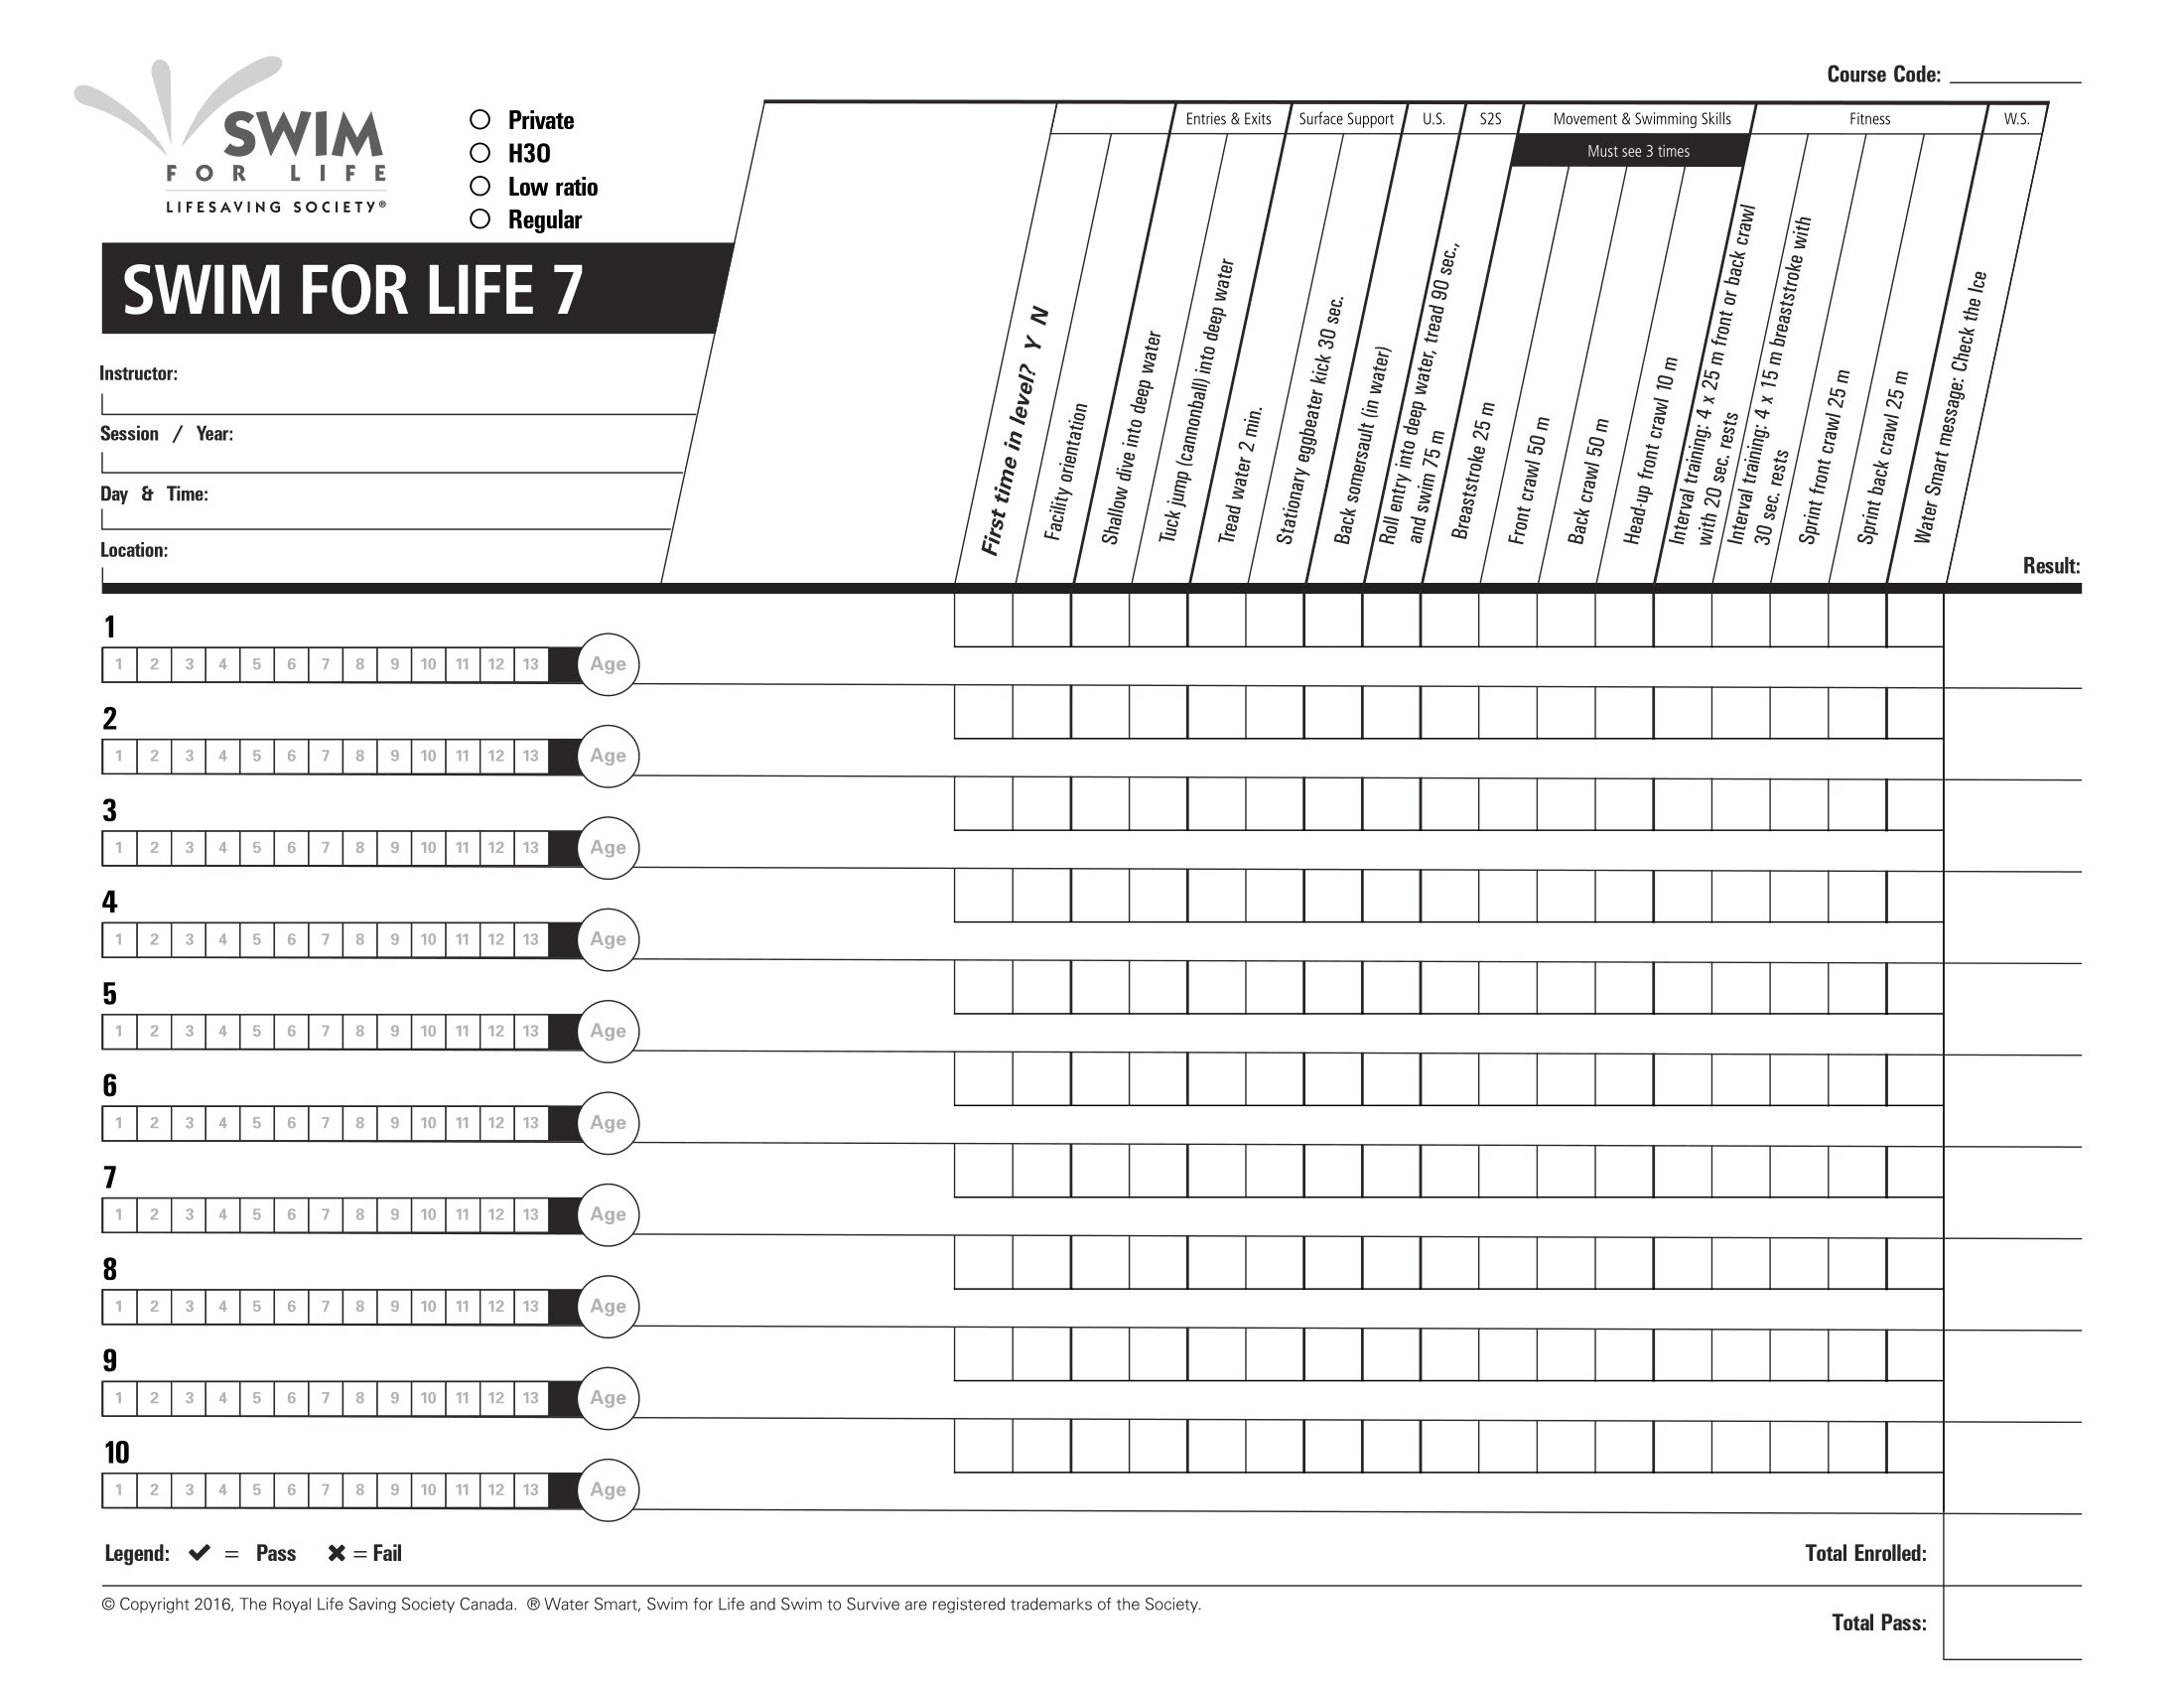 Course Code:
SWIM
FOR LIFE
LIFESAVING SOCIETY®
Private
H3O
Low ratio
Regular
SWIM FOR LIFE 7
Instructor:
Session / Year:
Day & Time:
Location:
Entries & Exits
Surface Support
U.S.
S2S
Movement & Swimming Skills
Must see 3 times
Fitness
W.S.
First time in level? Y N
Facility orientation
Shallow dive into deep water
Tuck jump (cannonball) into deep water
Tread water 2 min.
Stationary eggbeater kick 30 sec.
Back somersault (in water)
Roll entry into deep water, tread 90 sec.,
and swim 75 m
Breaststroke 25 m
Front crawl 50 m
Back crawl 50 m
Head-up front crawl 10 m
Interval training: 4 x 25 m front or back crawl
with 20 sec. rests
Interval training: 4 x 15 m breaststroke with
30 sec. rests
Sprint front crawl 25 m
Sprint back crawl 25 m
Water Smart message: Check the Ice
Result:
1
1 2 3 4 5 6 7 8 9 10 11 12 13 Age
2
1 2 3 4 5 6 7 8 9 10 11 12 13 Age
3
1 2 3 4 5 6 7 8 9 10 11 12 13 Age
4
1 2 3 4 5 6 7 8 9 10 11 12 13 Age
5
1 2 3 4 5 6 7 8 9 10 11 12 13 Age
6
1 2 3 4 5 6 7 8 9 10 11 12 13 Age
7
1 2 3 4 5 6 7 8 9 10 11 12 13 Age
8
1 2 3 4 5 6 7 8 9 10 11 12 13 Age
9
1 2 3 4 5 6 7 8 9 10 11 12 13 Age
10
1 2 3 4 5 6 7 8 9 10 11 12 13 Age
Legend: ✔ = Pass ✖ = Fail
Total Enrolled:
© Copyright 2016, The Royal Life Saving Society Canada. ® Water Smart, Swim for Life and Swim to Survive are registered trademarks of the Society.
Total Pass: